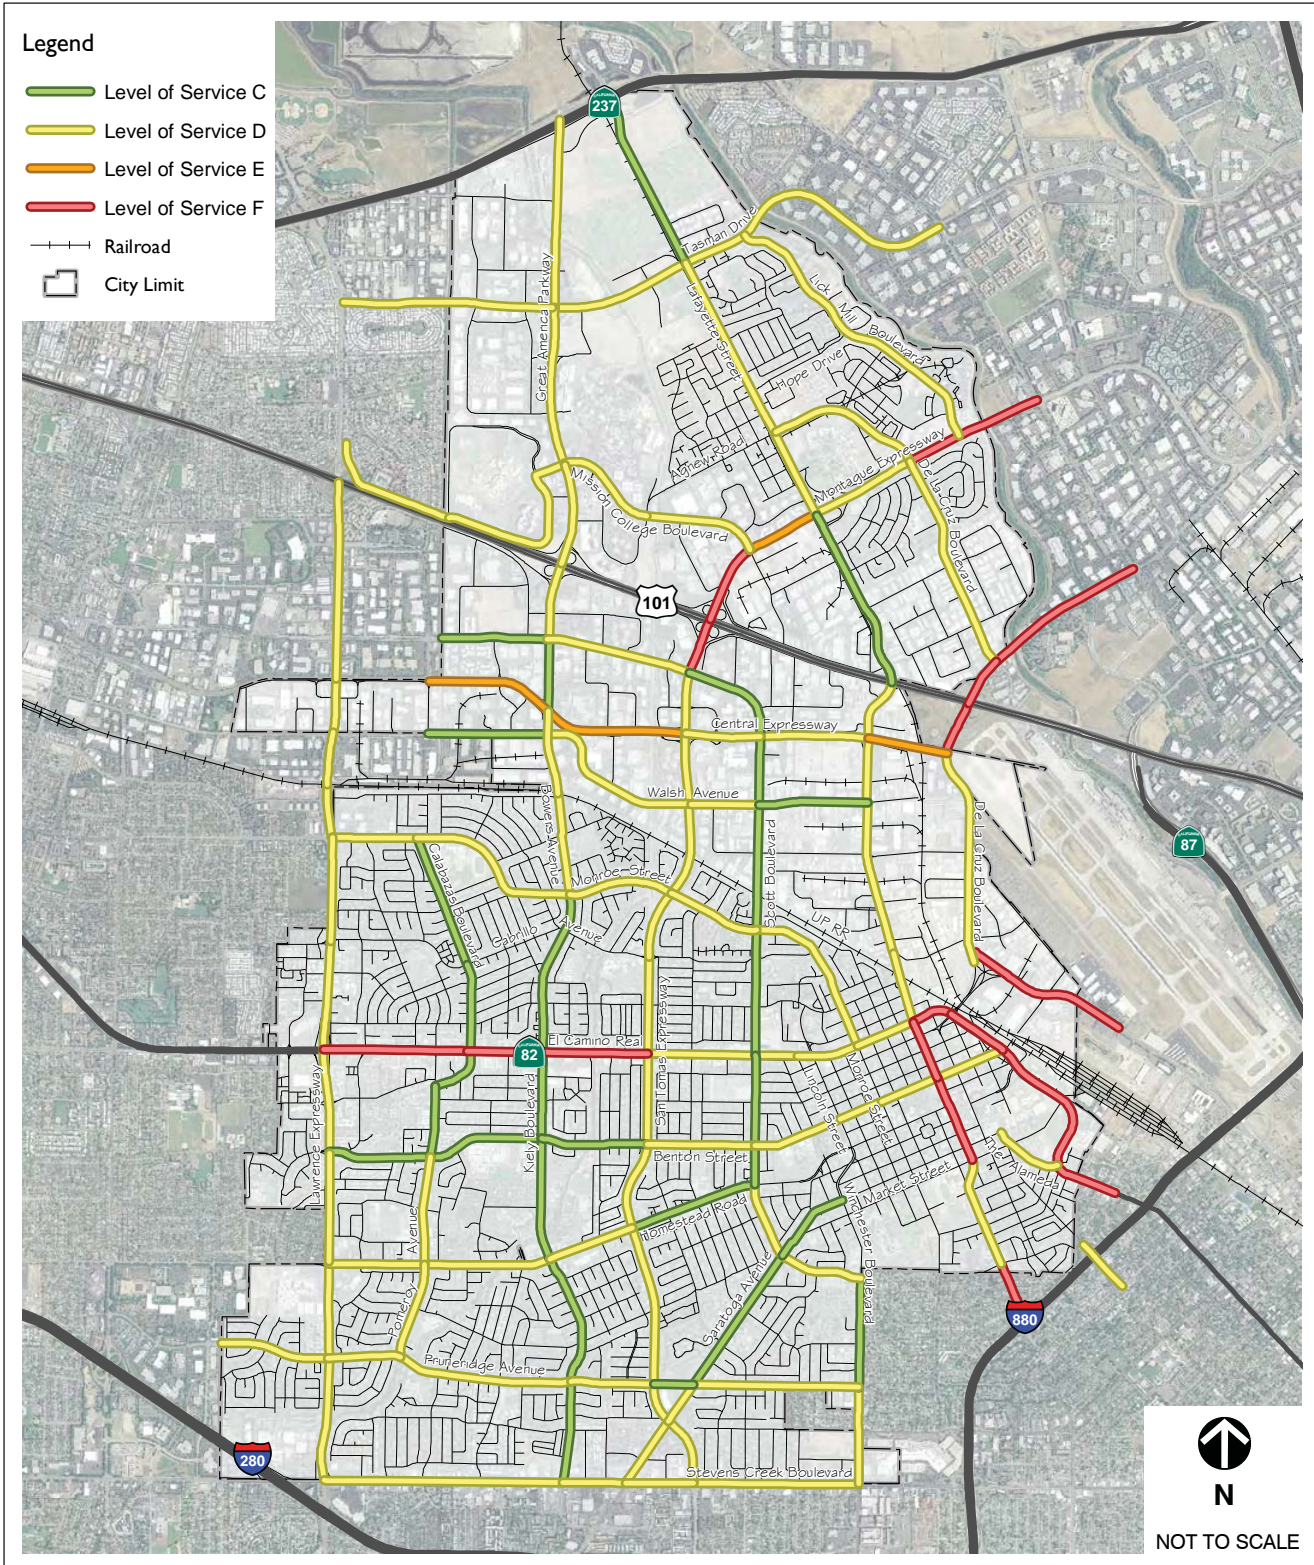 Legend
Level of Service C
Level of Service D
Level of Service E
Level of Service F
Railroad
City Limit
CALIFORNIA
237
Tasman Drive
Great America Parkway
Lafayette Street
Lick Mill Boulevard
Hope Drive
Agnew Road
Montague Expressway
Mission College Boulevard
De La Cruz Boulevard
101
Central Expressway
Walsh Avenue
Bowers Avenue
Scott Boulevard
De La Cruz Boulevard
CALIFORNIA
87
Calabazas Boulevard
Monroe Street
Cabrillo Avenue
UP RR
San Tomas Expressway
El Camino Real
CALIFORNIA
82
Lawrence Expressway
Kiely Boulevard
Lincoln Street
Monroe Street
Benton Street
The Alameda
Market Street
Winchester Boulevard
Homestead Road
Pomeroy Avenue
Saratoga Avenue
880
Pruneridge Avenue
280
Stevens Creek Boulevard
N
NOT TO SCALE